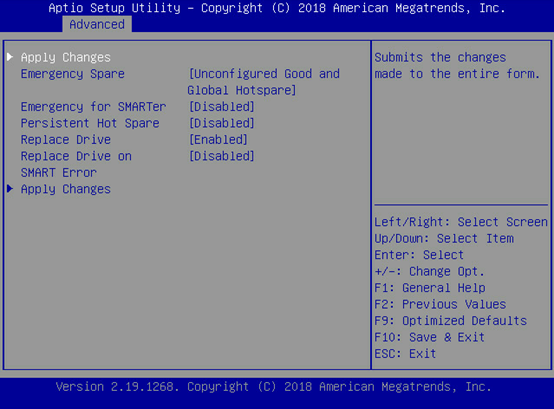 Aptio Setup Utility – Copyright (C) 2018 American Megatrends, Inc.
Advanced
Apply Changes
Emergency Spare [Unconfigured Good and
Global Hotspare]
Emergency for SMARTer [Disabled]
Persistent Hot Spare [Disabled]
Replace Drive [Enabled]
Replace Drive on [Disabled]
SMART Error
Apply Changes
Submits the changes
made to the entire form.
Left/Right: Select Screen
Up/Down: Select Item
Enter: Select
+/-: Change Opt.
F1: General Help
F2: Previous Values
F9: Optimized Defaults
F10: Save & Exit
ESC: Exit
Version 2.19.1268. Copyright (C) 2018 American Megatrends, Inc.